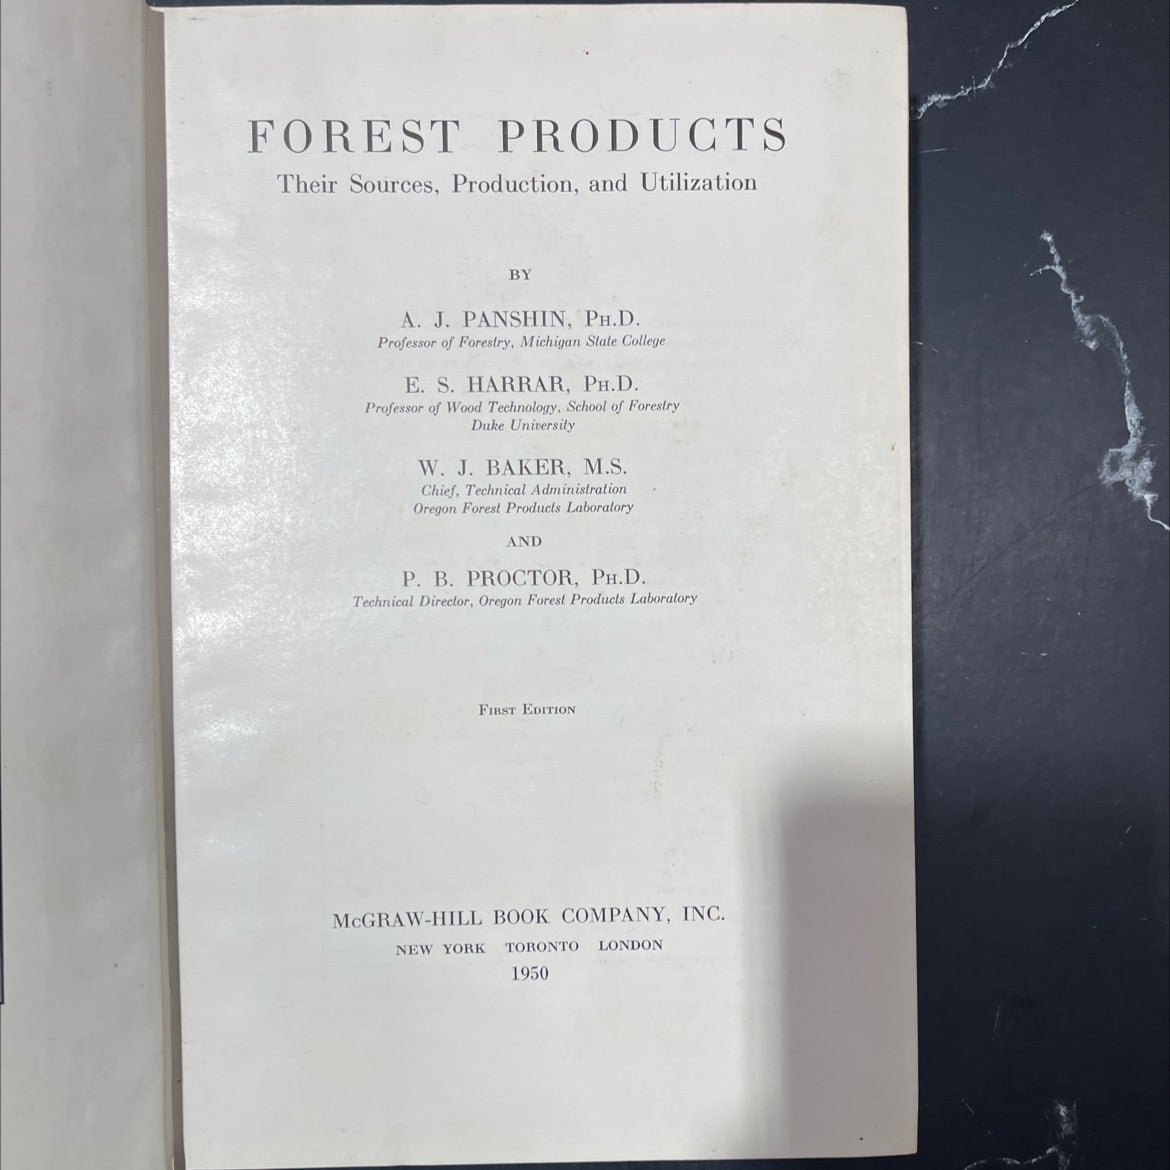 FOREST PRODUCTS
Their Sources, Production, and Utilization
BY
A. J. PANSHIN, Ph.D.
Professor of Forestry, Michigan State College
E. S. HARRAR, Ph.D.
Professor of Wood Technology, School of Forestry
Duke University
W. J. BAKER, M.S.
Chief, Technical Administration
Oregon Forest Products Laboratory
AND
P. B. PROCTOR, Ph.D.
Technical Director, Oregon Forest Products Laboratory
First Edition
McGRAW-HILL BOOK COMPANY, INC.
NEW YORK TORONTO LONDON
1950